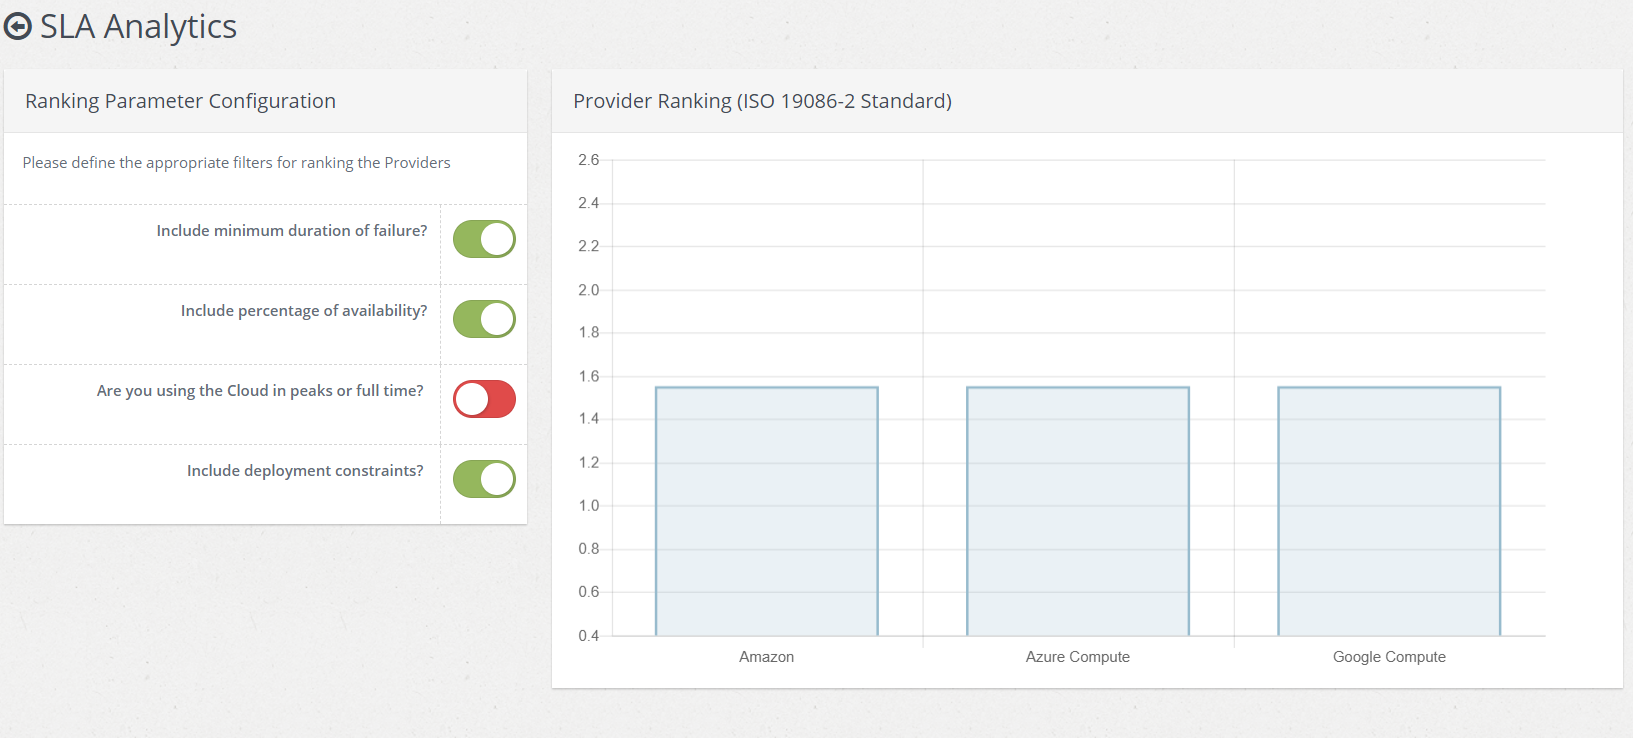 SLA Analytics
Ranking Parameter Configuration
Please define the appropriate filters for ranking the Providers
Include minimum duration of failure?
Include percentage of availability?
Are you using the Cloud in peaks or full time?
Include deployment constraints?
Provider Ranking (ISO 19086-2 Standard)
2.6
2.4
2.2
2.0
1.8
1.6
1.4
1.2
1.0
0.8
0.6
0.4
Amazon Azure Compute Google Compute